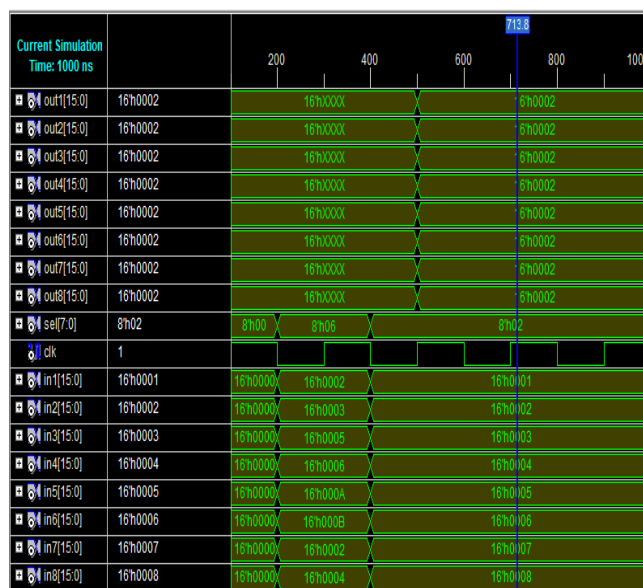 713.8
Current Simulation
Time: 1000 ns
200 400 600 800 100
out1[15:0] 16'h0002 16'hXXXX 16'h0002
out2[15:0] 16'h0002 16'hXXXX 16'h0002
out3[15:0] 16'h0002 16'hXXXX 16'h0002
out4[15:0] 16'h0002 16'hXXXX 16'h0002
out5[15:0] 16'h0002 16'hXXXX 16'h0002
out6[15:0] 16'h0002 16'hXXXX 16'h0002
out7[15:0] 16'h0002 16'hXXXX 16'h0002
out8[15:0] 16'h0002 16'hXXXX 16'h0002
sel[7:0] 8'h02 8'h00 8'h06 8'h02
clk 1
in1[15:0] 16'h0001 16'h0000 16'h0002 16'h0001
in2[15:0] 16'h0002 16'h0000 16'h0003 16'h0002
in3[15:0] 16'h0003 16'h0000 16'h0005 16'h0003
in4[15:0] 16'h0004 16'h0000 16'h0006 16'h0004
in5[15:0] 16'h0005 16'h0000 16'h000A 16'h0005
in6[15:0] 16'h0006 16'h0000 16'h000B 16'h0006
in7[15:0] 16'h0007 16'h0000 16'h0002 16'h0007
in8[15:0] 16'h0008 16'h0000 16'h0004 16'h0008